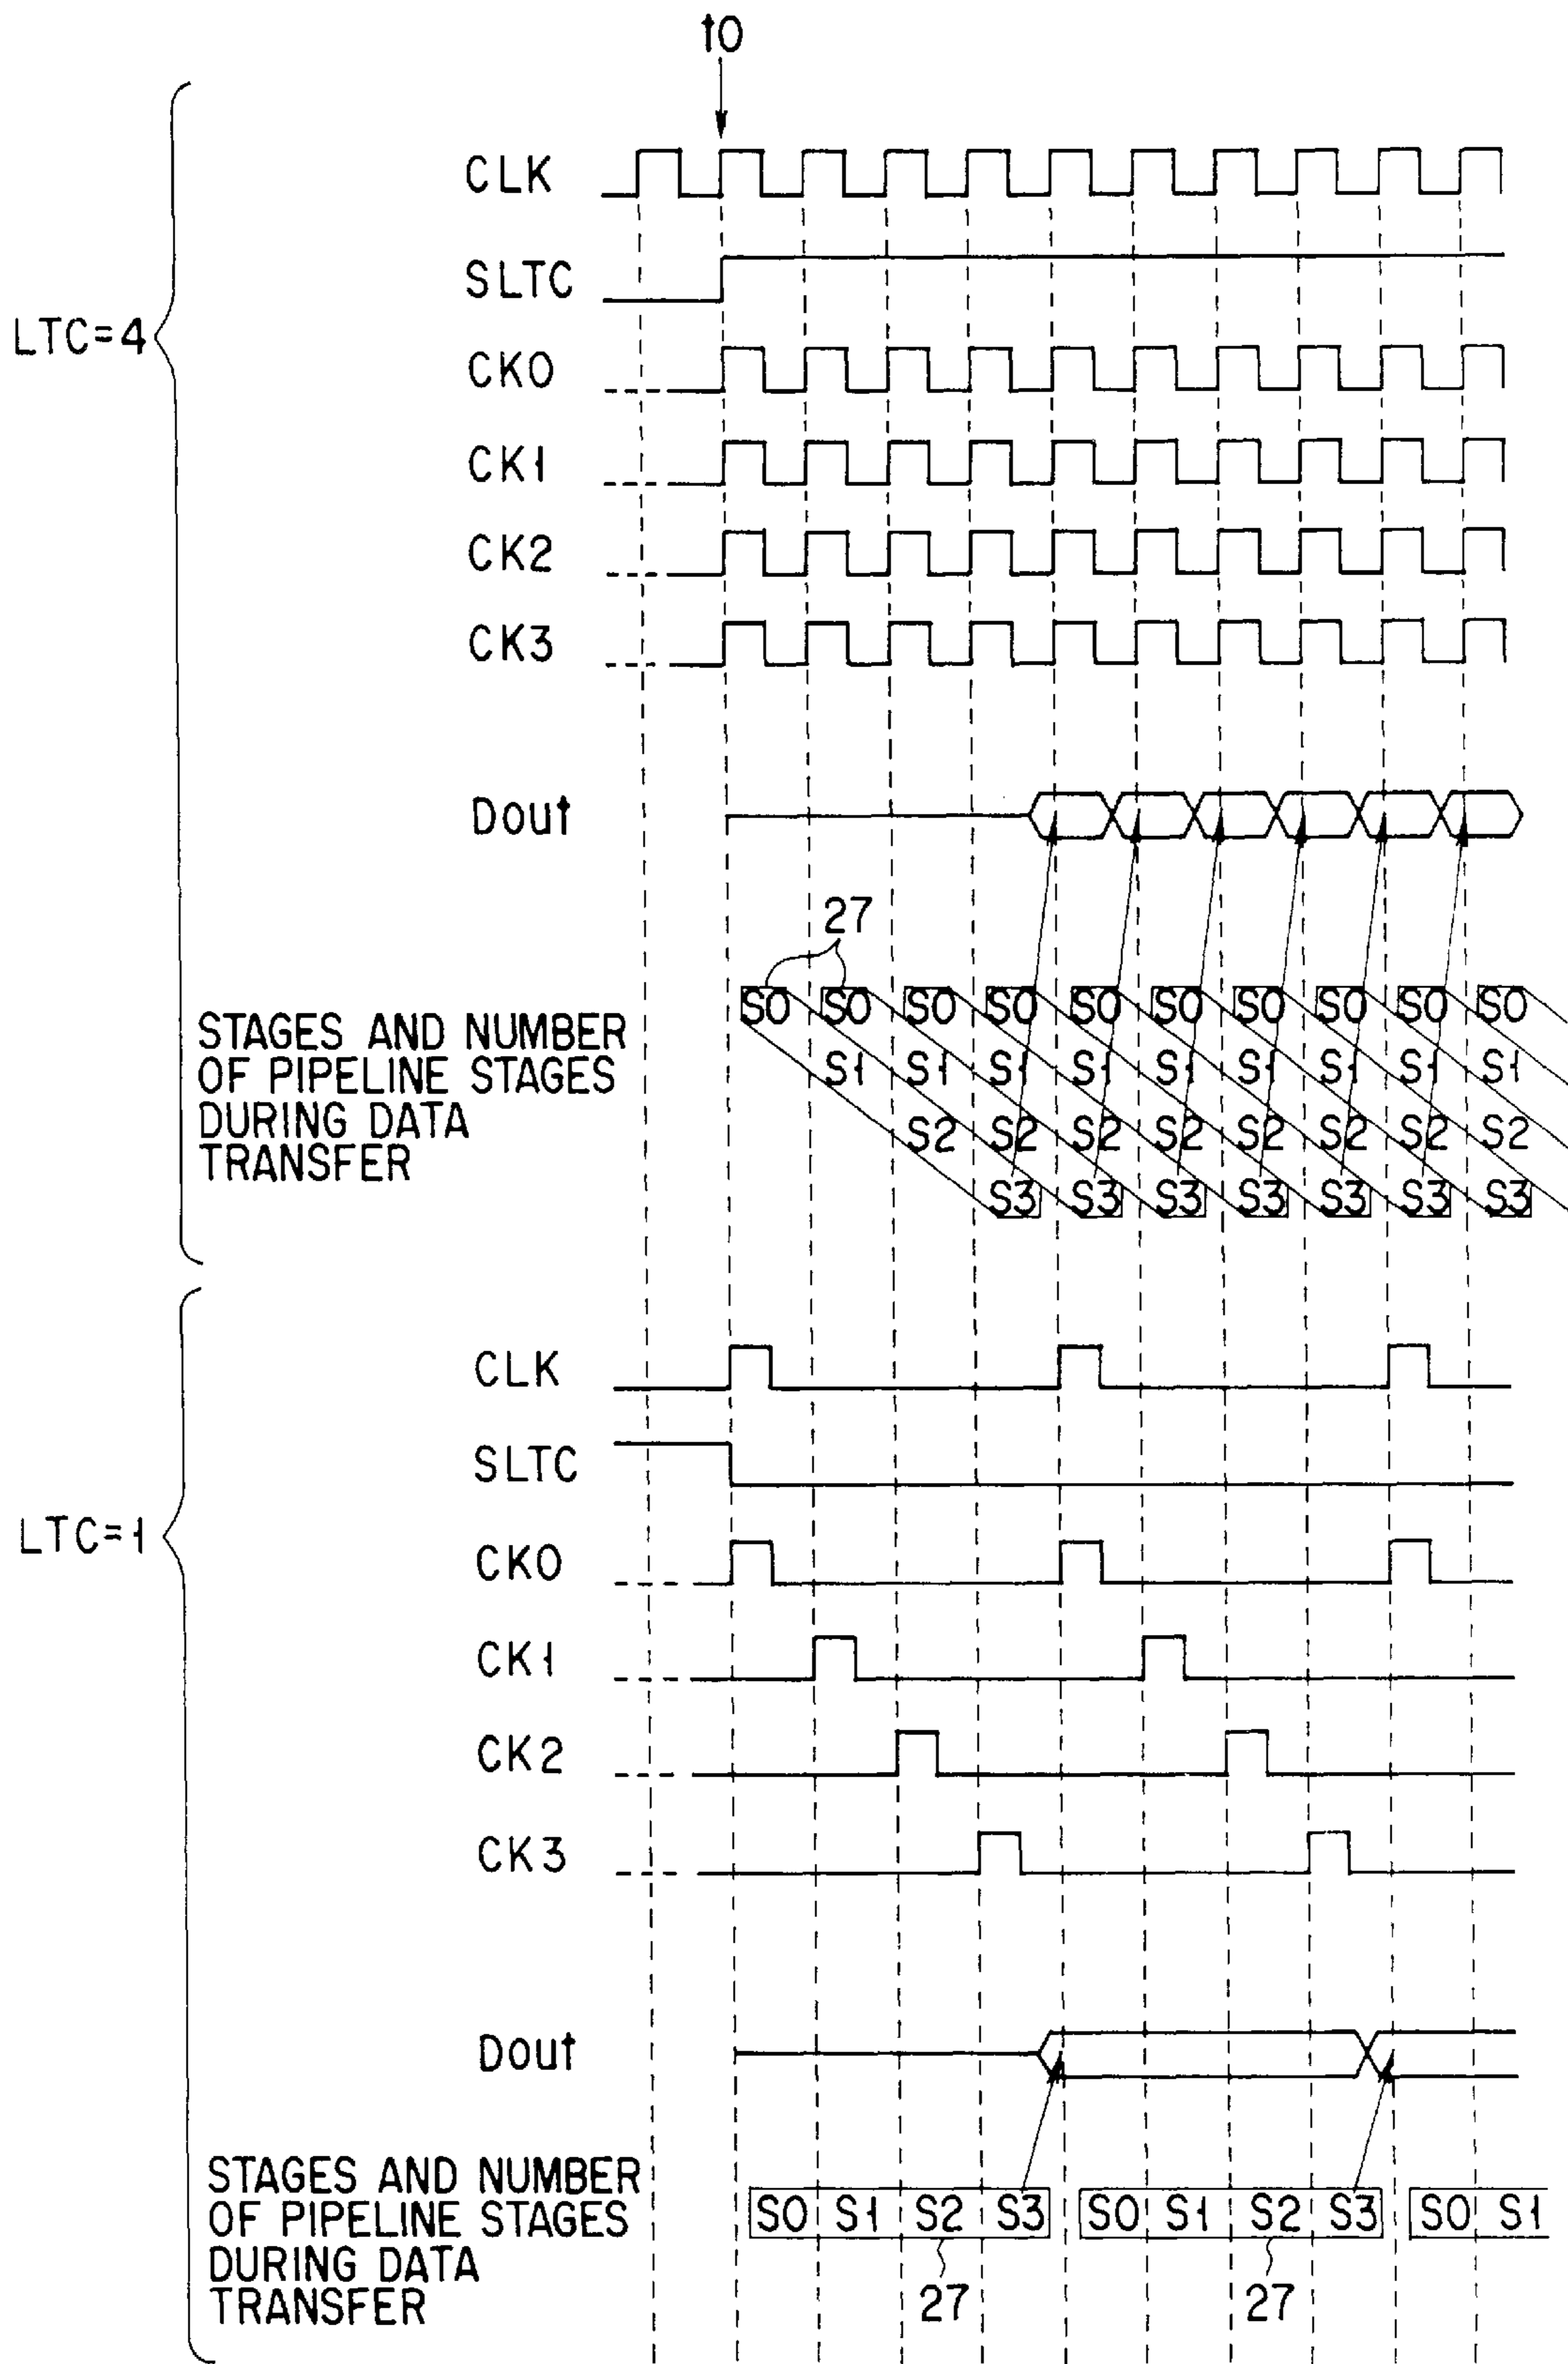 t0
CLK
SLTC
LTC=4
CK0
CK1
CK2
CK3
Dout
27
STAGES AND NUMBER
OF PIPELINE STAGES
DURING DATA
TRANSFER
S0 S0 S0 S0 S0 S0 S0 S0 S0 S0
S1 S1 S1 S1 S1 S1 S1 S1 S1
S2 S2 S2 S2 S2 S2 S2 S2
S3 S3 S3 S3 S3 S3 S3
CLK
SLTC
LTC=1
CK0
CK1
CK2
CK3
Dout
STAGES AND NUMBER
OF PIPELINE STAGES
DURING DATA
TRANSFER
S0 S1 S2 S3 S0 S1 S2 S3 S0 S1
27 27